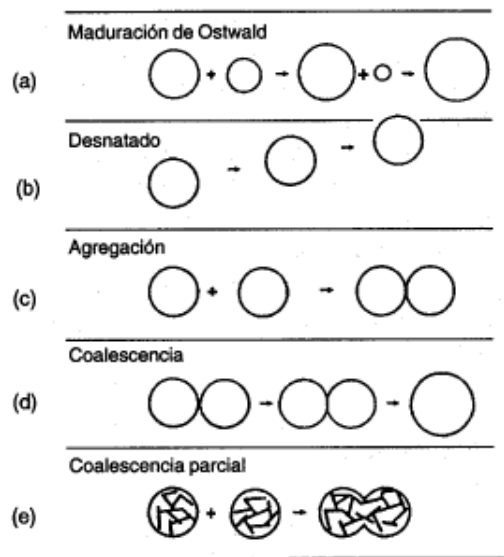 Maduración de Ostwald
(a)
Desnatado
(b)
Agregación
(c)
Coalescencia
(d)
Coalescencia parcial
(e)